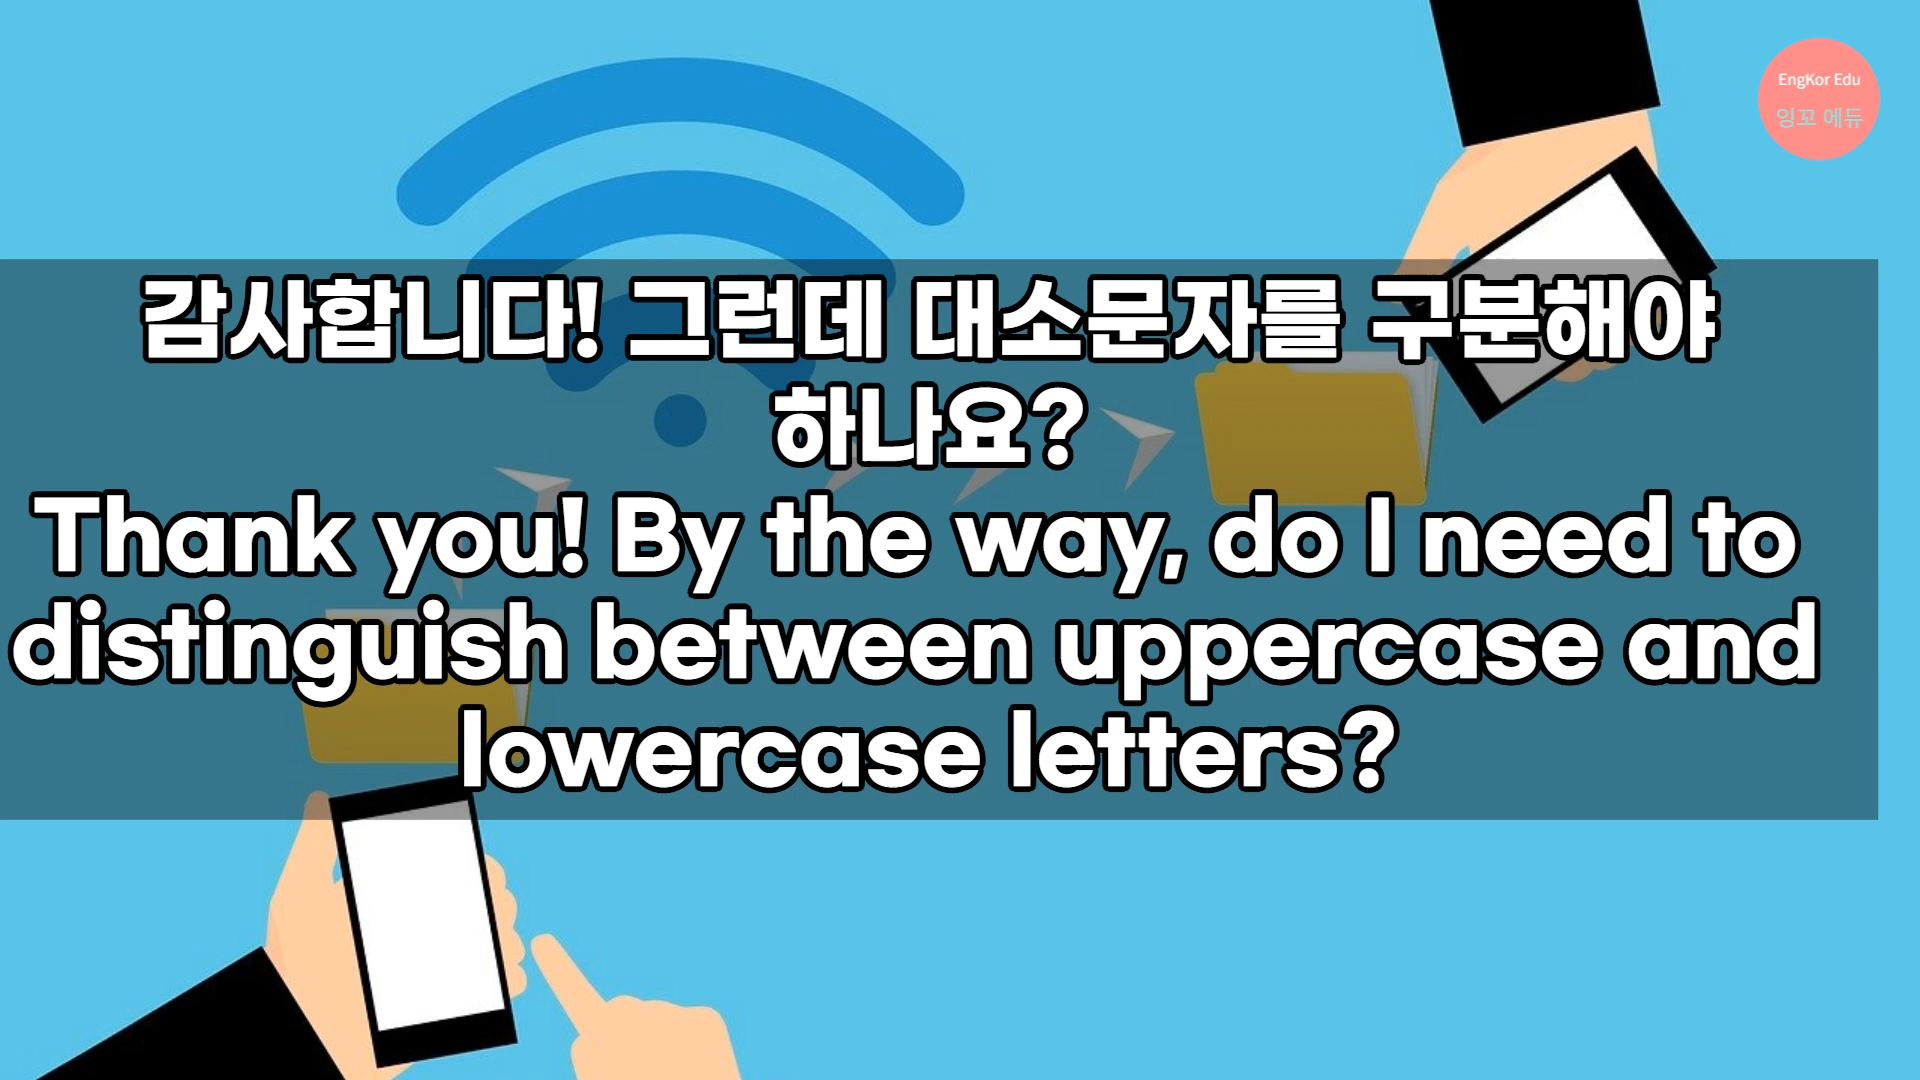 EngKor Edu
잉꼬 에듀
감사합니다! 그런데 대소문자를 구분해야
하나요?
Thank you! By the way, do I need to
distinguish between uppercase and
lowercase letters?